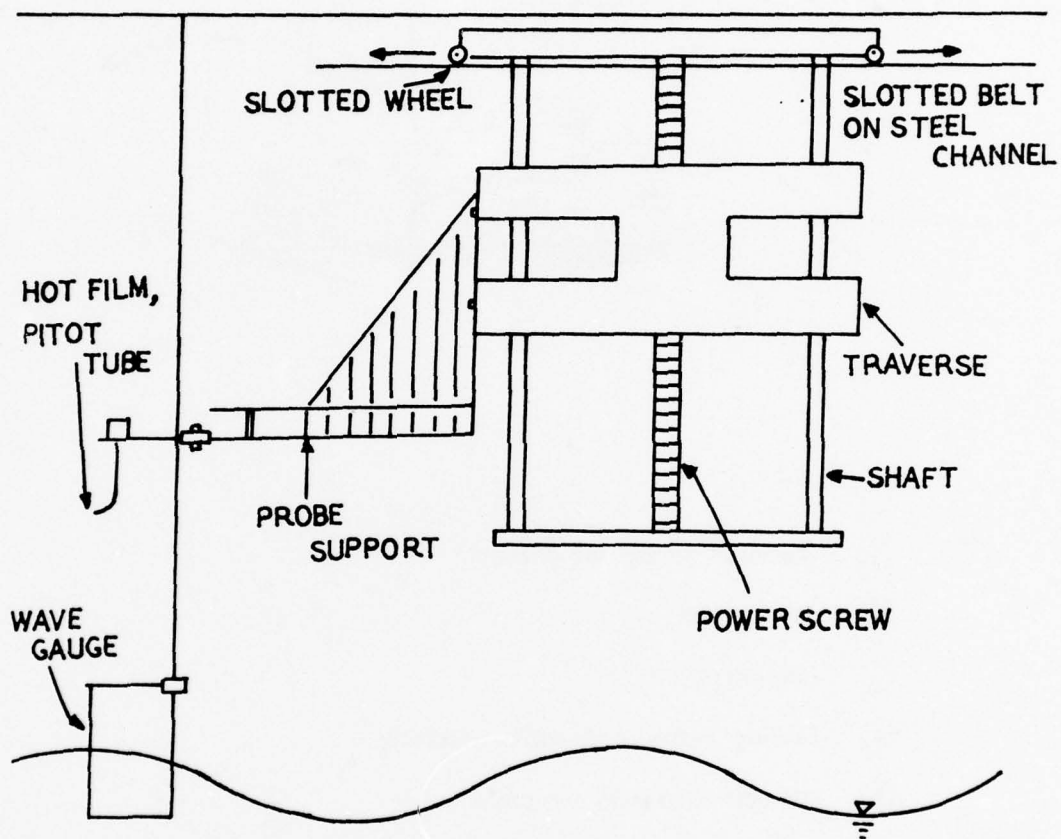 SLOTTED WHEEL
SLOTTED BELT
ON STEEL
CHANNEL
HOT FILM,
PITOT
TUBE
TRAVERSE
SHAFT
PROBE
SUPPORT
POWER SCREW
WAVE
GAUGE